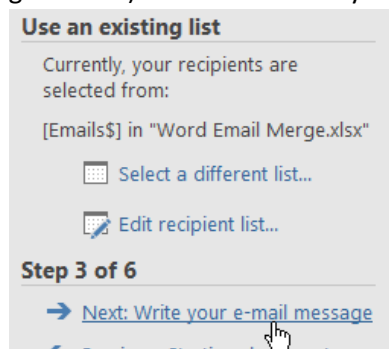 Use an existing list
Currently, your recipients are
selected from:
[Emails$] in "Word Email Merge.xlsx"
Select a different list...
Edit recipient list...
Step 3 of 6
Next: Write your e-mail message